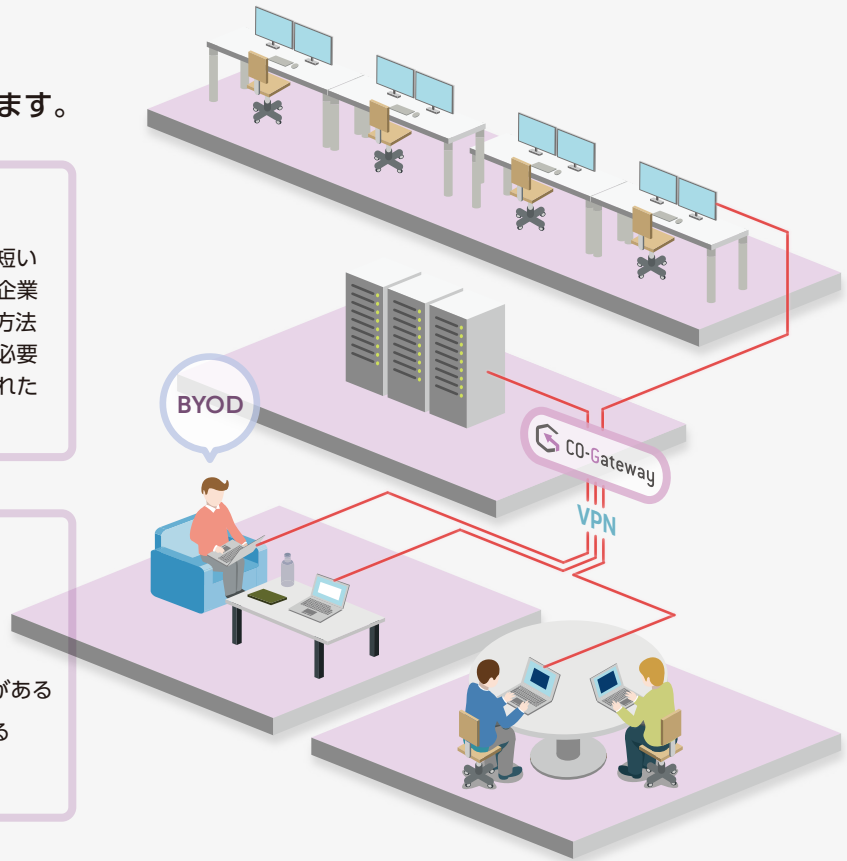 ます。
短い
企業
方法
必要
れた
がある
る
BYOD
CO-Gateway
VPN